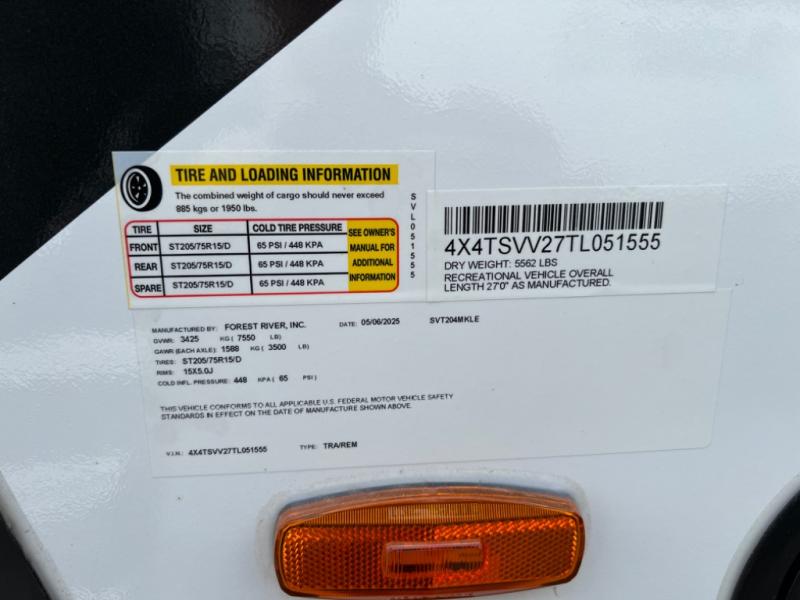 TIRE AND LOADING INFORMATION
The combined weight of cargo should never exceed
885 kgs or 1950 lbs.
TIRE SIZE COLD TIRE PRESSURE
FRONT ST205/75R15/D 65 PSI / 448 KPA
REAR ST205/75R15/D 65 PSI / 448 KPA
SPARE ST205/75R15/D 65 PSI / 448 KPA
SEE OWNER'S
MANUAL FOR
ADDITIONAL
INFORMATION
SVL051555
4X4TSVV27TL051555
DRY WEIGHT: 5562 LBS
RECREATIONAL VEHICLE OVERALL
LENGTH 27'0" AS MANUFACTURED.
MANUFACTURED BY: FOREST RIVER, INC. DATE: 05/06/2025 SVT204MKLE
GVWR: 3425 KG ( 7550 LB)
GAWR (EACH AXLE): 1588 KG ( 3500 LB)
TIRES: ST205/75R15/D
RIMS: 15X5.0J
COLD INFL. PRESSURE: 448 KPA ( 65 PSI )
THIS VEHICLE CONFORMS TO ALL APPLICABLE U.S. FEDERAL MOTOR VEHICLE SAFETY
STANDARDS IN EFFECT ON THE DATE OF MANUFACTURE SHOWN ABOVE.
V.I.N.: 4X4TSVV27TL051555 TYPE: TRA/REM